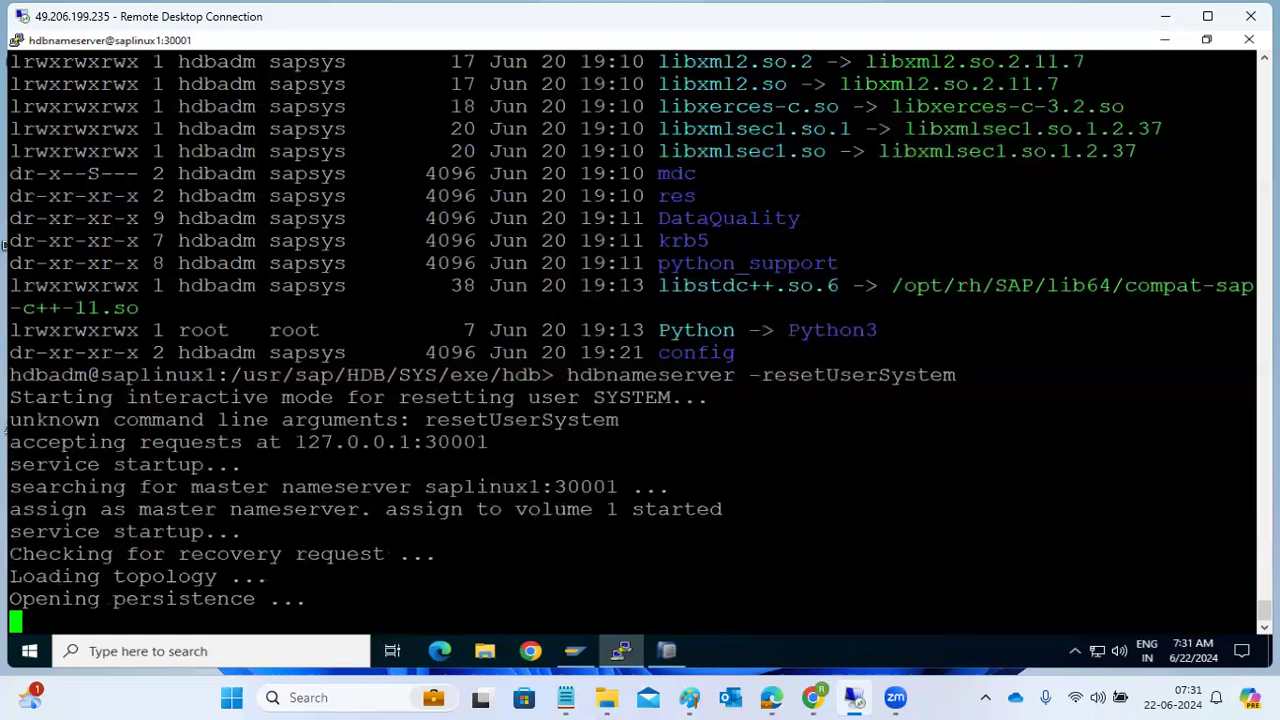 49.206.199.235 - Remote Desktop Connection
hdbnameserver@saplinux1:30001
lrwxrwxrwx 1 hdbadm sapsys 17 Jun 20 19:10 libxml2.so.2 -> libxml2.so.2.11.7
lrwxrwxrwx 1 hdbadm sapsys 17 Jun 20 19:10 libxml2.so -> libxml2.so.2.11.7
lrwxrwxrwx 1 hdbadm sapsys 18 Jun 20 19:10 libxerces-c.so -> libxerces-c-3.2.so
lrwxrwxrwx 1 hdbadm sapsys 20 Jun 20 19:10 libxmlsec1.so.1 -> libxmlsec1.so.1.2.37
lrwxrwxrwx 1 hdbadm sapsys 20 Jun 20 19:10 libxmlsec1.so -> libxmlsec1.so.1.2.37
dr-x--S--- 2 hdbadm sapsys 4096 Jun 20 19:10 mdc
dr-xr-xr-x 2 hdbadm sapsys 4096 Jun 20 19:10 res
dr-xr-xr-x 9 hdbadm sapsys 4096 Jun 20 19:11 DataQuality
dr-xr-xr-x 7 hdbadm sapsys 4096 Jun 20 19:11 krb5
dr-xr-xr-x 8 hdbadm sapsys 4096 Jun 20 19:11 python_support
lrwxrwxrwx 1 hdbadm sapsys 38 Jun 20 19:13 libstdc++.so.6 -> /opt/rh/SAP/lib64/compat-sap
-c++-11.so
lrwxrwxrwx 1 root root 7 Jun 20 19:13 Python -> Python3
dr-xr-xr-x 2 hdbadm sapsys 4096 Jun 20 19:21 config
hdbadm@saplinux1:/usr/sap/HDB/SYS/exe/hdb> hdbnameserver -resetUserSystem
Starting interactive mode for resetting user SYSTEM...
unknown command line arguments: resetUserSystem
accepting requests at 127.0.0.1:30001
service startup...
searching for master nameserver saplinux1:30001 ...
assign as master nameserver. assign to volume 1 started
service startup...
Checking for recovery request ...
Loading topology ...
Opening persistence ...
Type here to search
ENG
IN
7:31 AM
6/22/2024
1
Search
R
zm
07:31
22-06-2024
PRE